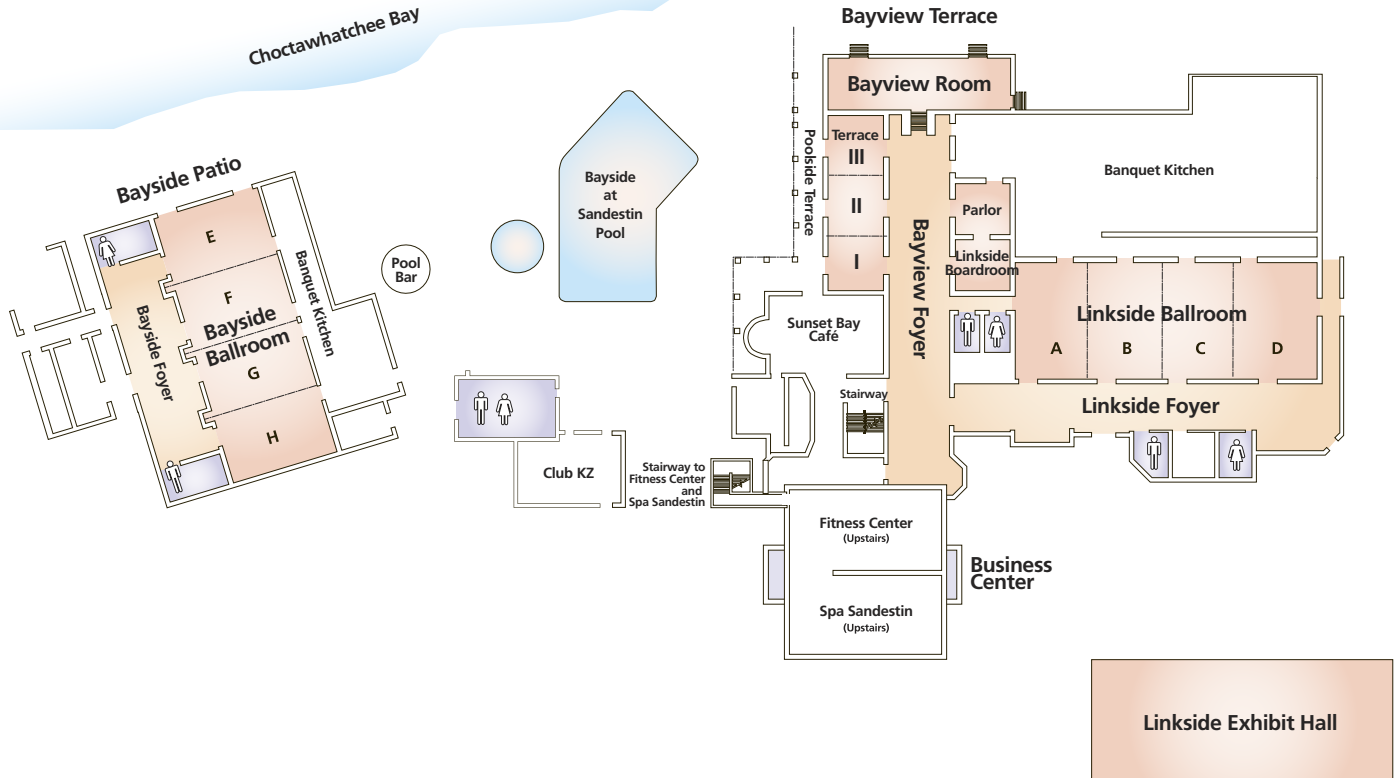 Choctawhatchee Bay
Bayview Terrace
Bayview Room
Terrace
III
II
I
Poolside Terrace
Bayview Foyer
Banquet Kitchen
Parlor
Linkside
Boardroom
Linkside Ballroom
A
B
C
D
Linkside Foyer
Bayside Patio
E
F
Bayside
Ballroom
G
H
Bayside Foyer
Banquet Kitchen
Pool
Bar
Bayside
at
Sandestin
Pool
Sunset Bay
Café
Stairway
Club KZ
Stairway to
Fitness Center
and
Spa Sandestin
Fitness Center
(Upstairs)
Business
Center
Spa Sandestin
(Upstairs)
Linkside Exhibit Hall